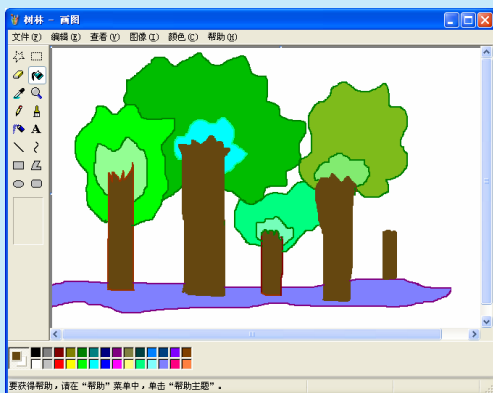 树林 - 画图
文件(F) 编辑(E) 查看(V) 图像(I) 颜色(C) 帮助(H)
A
要获得帮助，请在“帮助”菜单中，单击“帮助主题”。